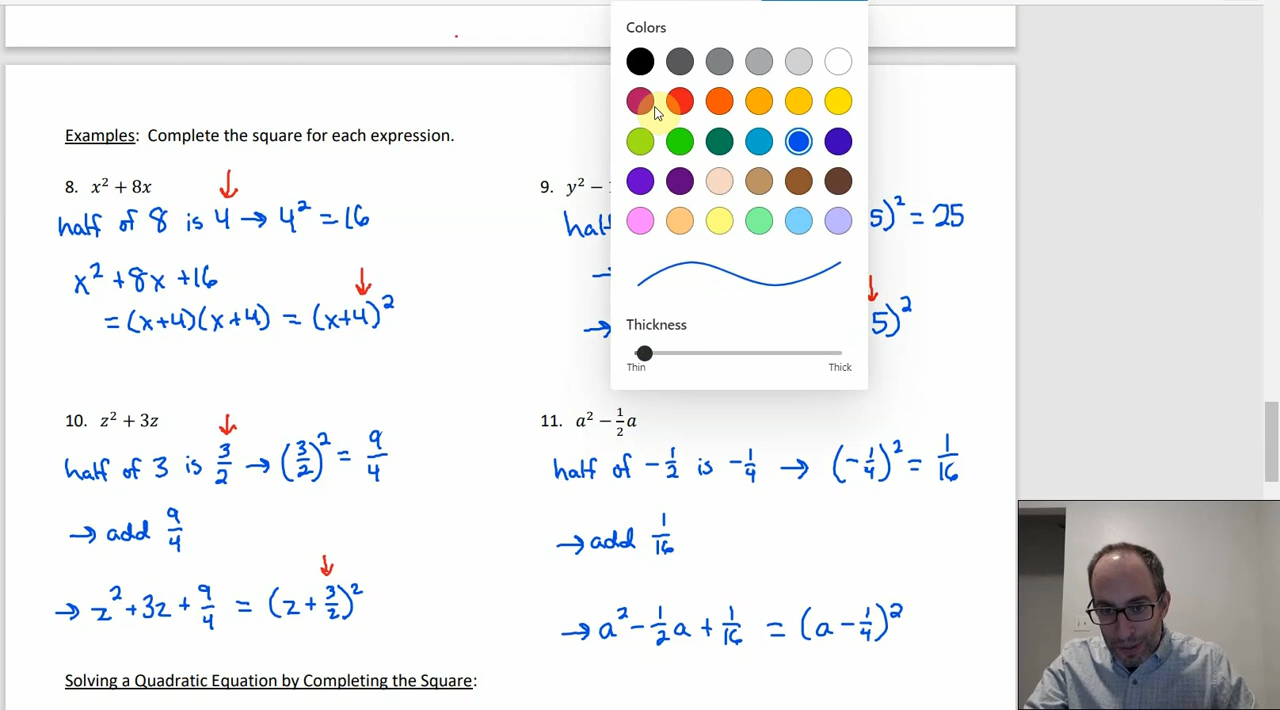 Colors
Thickness
Thin
Thick
Examples: Complete the square for each expression.
8. x² + 8x
half of 8 is 4 → 4² = 16
x² + 8x + 16
= (x+4)(x+4) = (x+4)²
9. y² −
half
5)² = 25
→
→
5)²
10. z² + 3z
half of 3 is 3/2 → (3/2)² = 9/4
→ add 9/4
→ z² + 3z + 9/4 = (z + 3/2)²
11. a² − 1/2 a
half of −1/2 is −1/4 → (−1/4)² = 1/16
→ add 1/16
→ a² − 1/2 a + 1/16 = (a − 1/4)²
Solving a Quadratic Equation by Completing the Square: